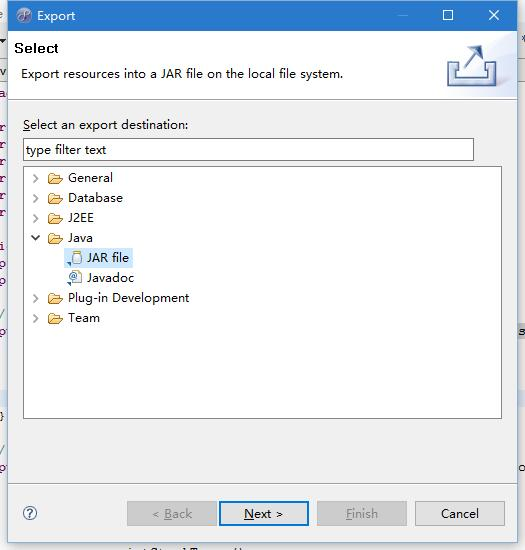 Export
Select
Export resources into a JAR file on the local file system.
Select an export destination:
type filter text
General
Database
J2EE
Java
JAR file
Javadoc
Plug-in Development
Team
< Back
Next >
Finish
Cancel